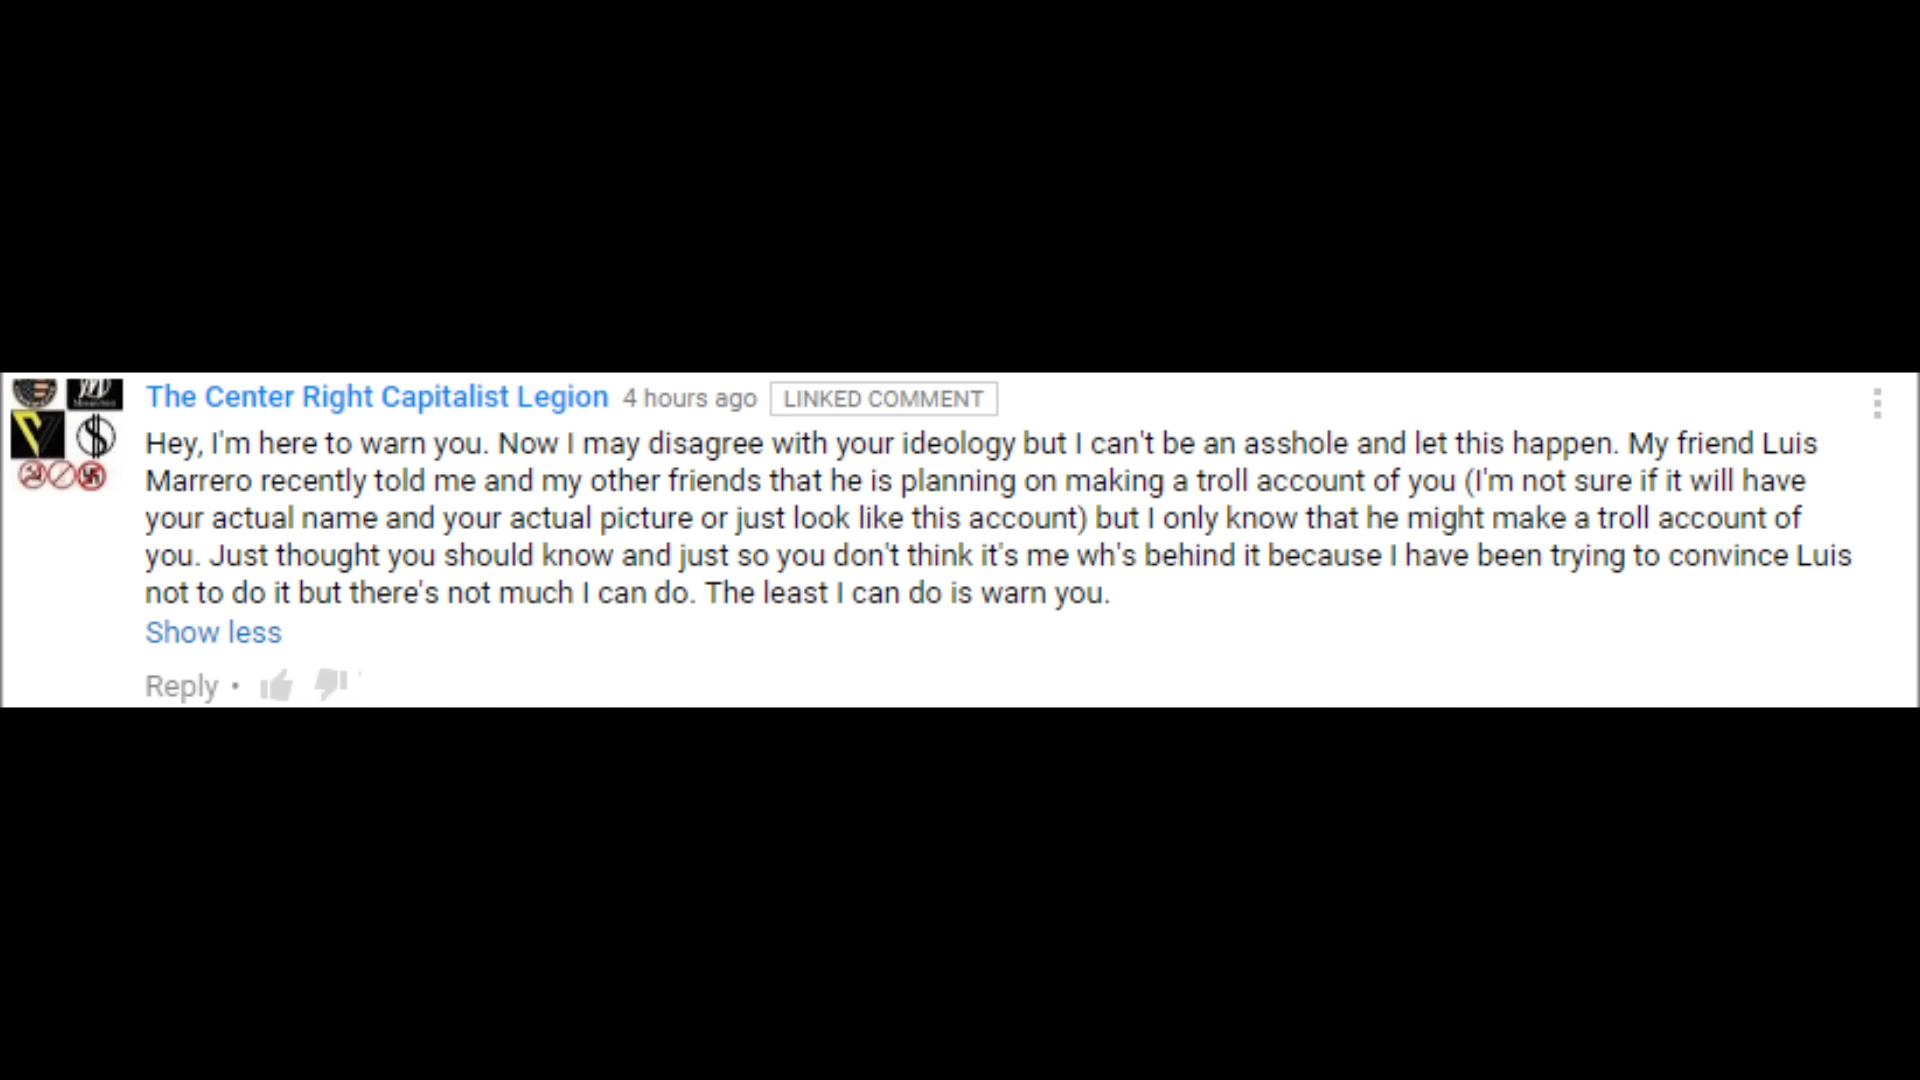 The Center Right Capitalist Legion 4 hours ago LINKED COMMENT
Hey, I'm here to warn you. Now I may disagree with your ideology but I can't be an asshole and let this happen. My friend Luis
Marrero recently told me and my other friends that he is planning on making a troll account of you (I'm not sure if it will have
your actual name and your actual picture or just look like this account) but I only know that he might make a troll account of
you. Just thought you should know and just so you don't think it's me wh's behind it because I have been trying to convince Luis
not to do it but there's not much I can do. The least I can do is warn you.
Show less
Reply •